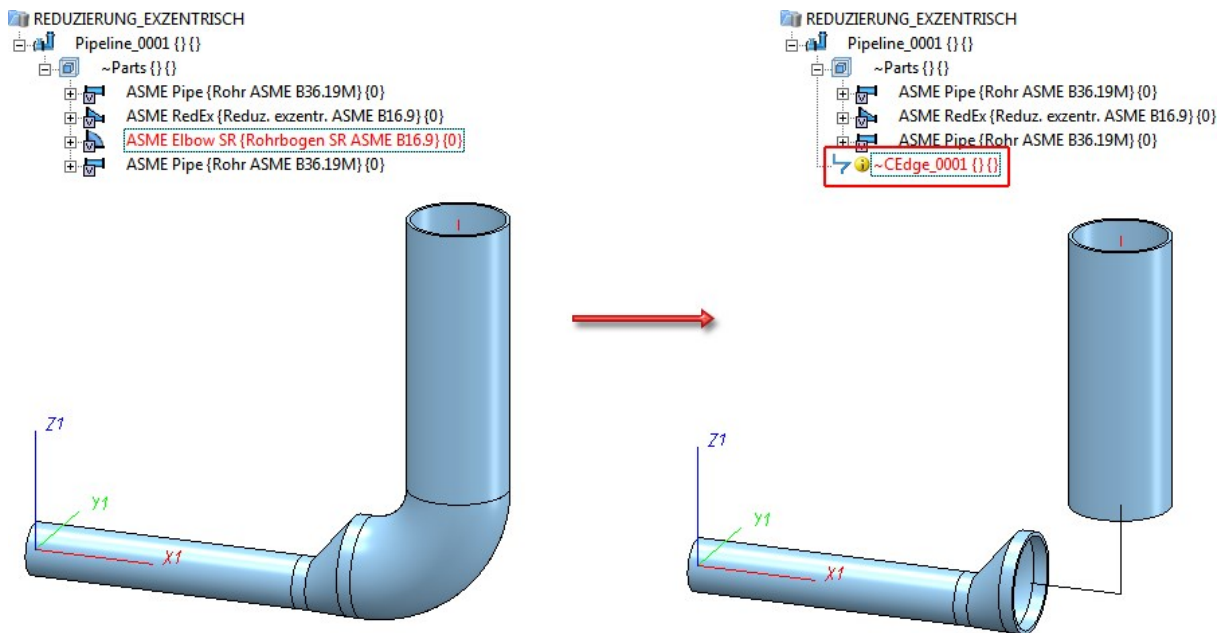 REDUZIERUNG_EXZENTRISCH
Pipeline_0001 {} {}
~Parts {} {}
ASME Pipe {Rohr ASME B36.19M} {0}
ASME RedEx {Reduz. exzentr. ASME B16.9} {0}
ASME Elbow SR {Rohrbogen SR ASME B16.9} {0}
ASME Pipe {Rohr ASME B36.19M} {0}
Z1
Y1
X1
REDUZIERUNG_EXZENTRISCH
Pipeline_0001 {} {}
~Parts {} {}
ASME Pipe {Rohr ASME B36.19M} {0}
ASME RedEx {Reduz. exzentr. ASME B16.9} {0}
ASME Pipe {Rohr ASME B36.19M} {0}
~CEdge_0001 {} {}
Z1
Y1
X1